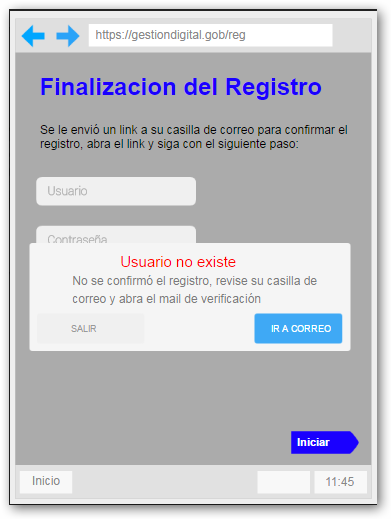 https://gestiondigital.gob/reg
Finalizacion del Registro
Se le envió un link a su casilla de correo para confirmar el
registro, abra el link y siga con el siguiente paso:
Usuario
Contraseña
Usuario no existe
No se confirmó el registro, revise su casilla de
correo y abra el mail de verificación
SALIR
IR A CORREO
Iniciar
Inicio
11:45